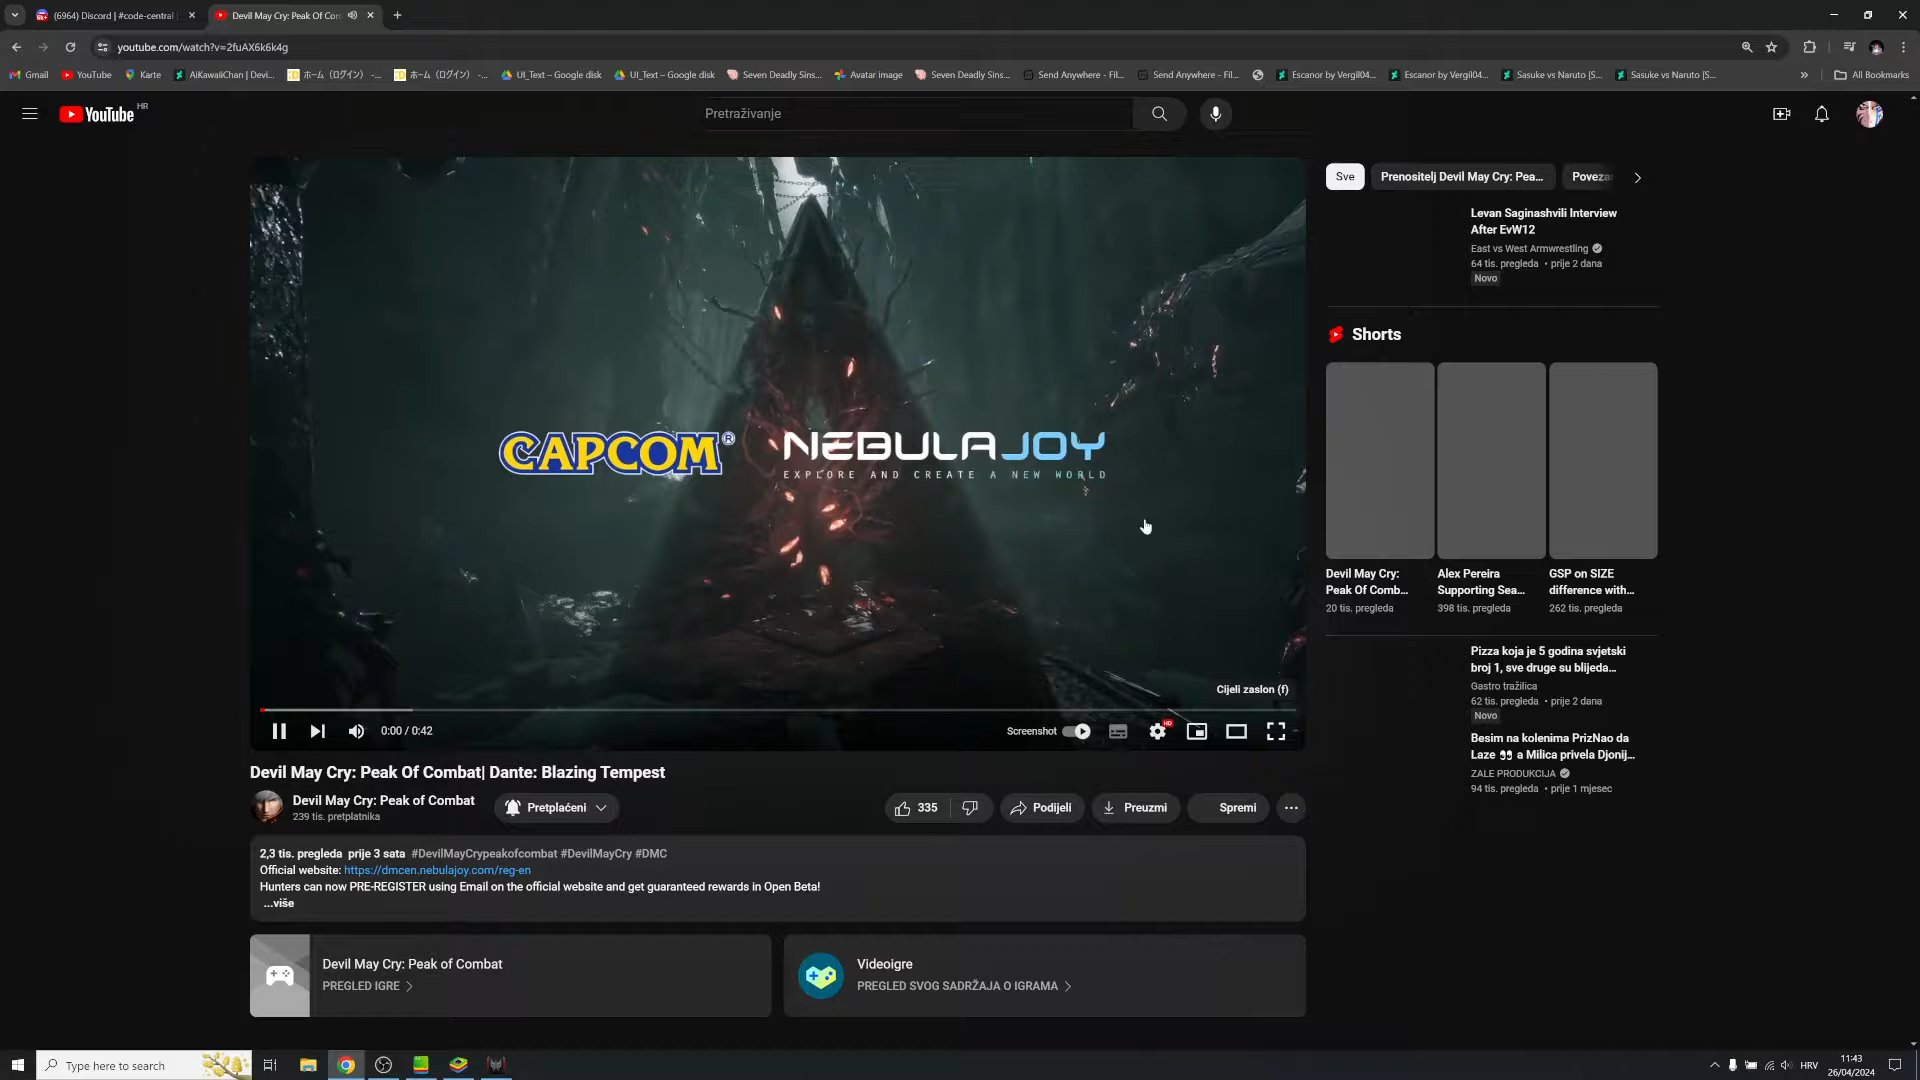 (6964) Discord | #code-central
Devil May Cry: Peak Of Com
youtube.com/watch?v=2fuAX6k6k4g
Gmail
YouTube
Karte
AiKawaiiChan | Devi...
ホーム (ログイン) -...
ホーム (ログイン) -...
UI_Text – Google disk
UI_Text – Google disk
Seven Deadly Sins...
Avatar image
Seven Deadly Sins...
Send Anywhere - Fil...
Send Anywhere - Fil...
Escanor by Vergil04...
Escanor by Vergil04...
Sasuke vs Naruto |S...
Sasuke vs Naruto |S...
All Bookmarks
YouTube HR
Pretraživanje
CAPCOM®
NEBULAJOY
EXPLORE AND CREATE A NEW WORLD
Cijeli zaslon (f)
0:00 / 0:42
Screenshot
HD
Devil May Cry: Peak Of Combat| Dante: Blazing Tempest
Devil May Cry: Peak of Combat
239 tis. pretplatnika
Pretplaćeni
335
Podijeli
Preuzmi
Spremi
2,3 tis. pregleda prije 3 sata #DevilMayCrypeakofcombat #DevilMayCry #DMC
Official website: https://dmcen.nebulajoy.com/reg-en
Hunters can now PRE-REGISTER using Email on the official website and get guaranteed rewards in Open Beta!
...više
Devil May Cry: Peak of Combat
PREGLED IGRE
Videoigre
PREGLED SVOG SADRŽAJA O IGRAMA
Sve
Prenositelj Devil May Cry: Pea...
Poveza
Levan Saginashvili Interview
After EvW12
East vs West Armwrestling
64 tis. pregleda • prije 2 dana
Novo
Shorts
Devil May Cry:
Peak Of Comb...
20 tis. pregleda
Alex Pereira
Supporting Sea...
398 tis. pregleda
GSP on SIZE
difference with...
262 tis. pregleda
Pizza koja je 5 godina svjetski
broj 1, sve druge su blijeda...
Gastro tražilica
62 tis. pregleda • prije 2 dana
Novo
Besim na kolenima PrizNao da
Laze 👀 a Milica privela Djonij...
ZALE PRODUKCIJA
94 tis. pregleda • prije 1 mjesec
Type here to search
HRV
11:43
26/04/2024